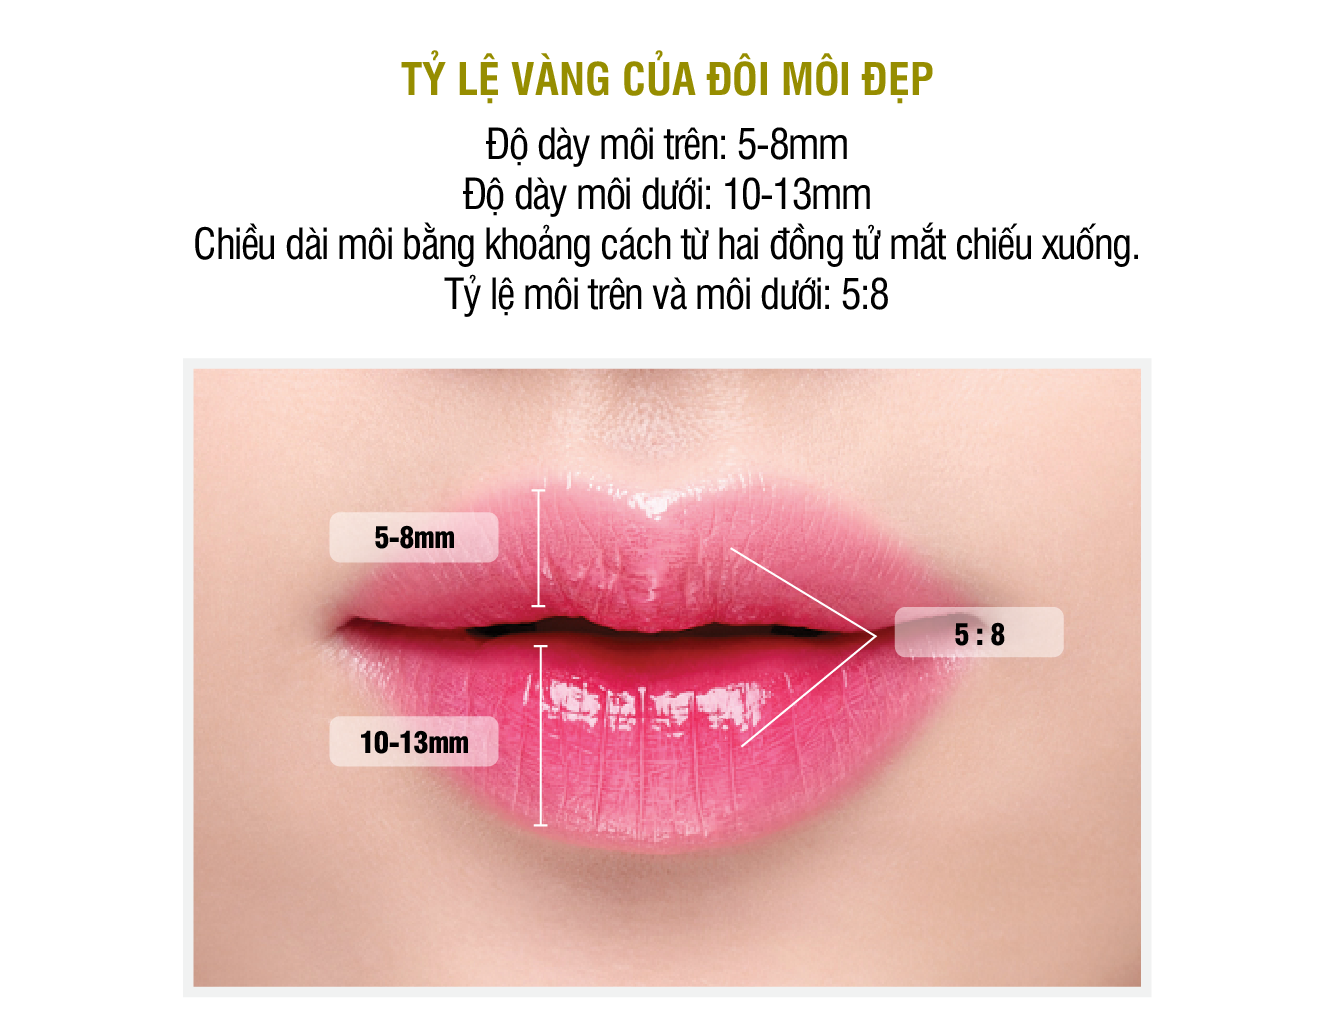 TỶ LỆ VÀNG CỦA ĐÔI MÔI ĐẸP
Độ dày môi trên: 5-8mm
Độ dày môi dưới: 10-13mm
Chiều dài môi bằng khoảng cách từ hai đồng tử mắt chiếu xuống.
Tỷ lệ môi trên và môi dưới: 5:8
5-8mm
5 : 8
10-13mm